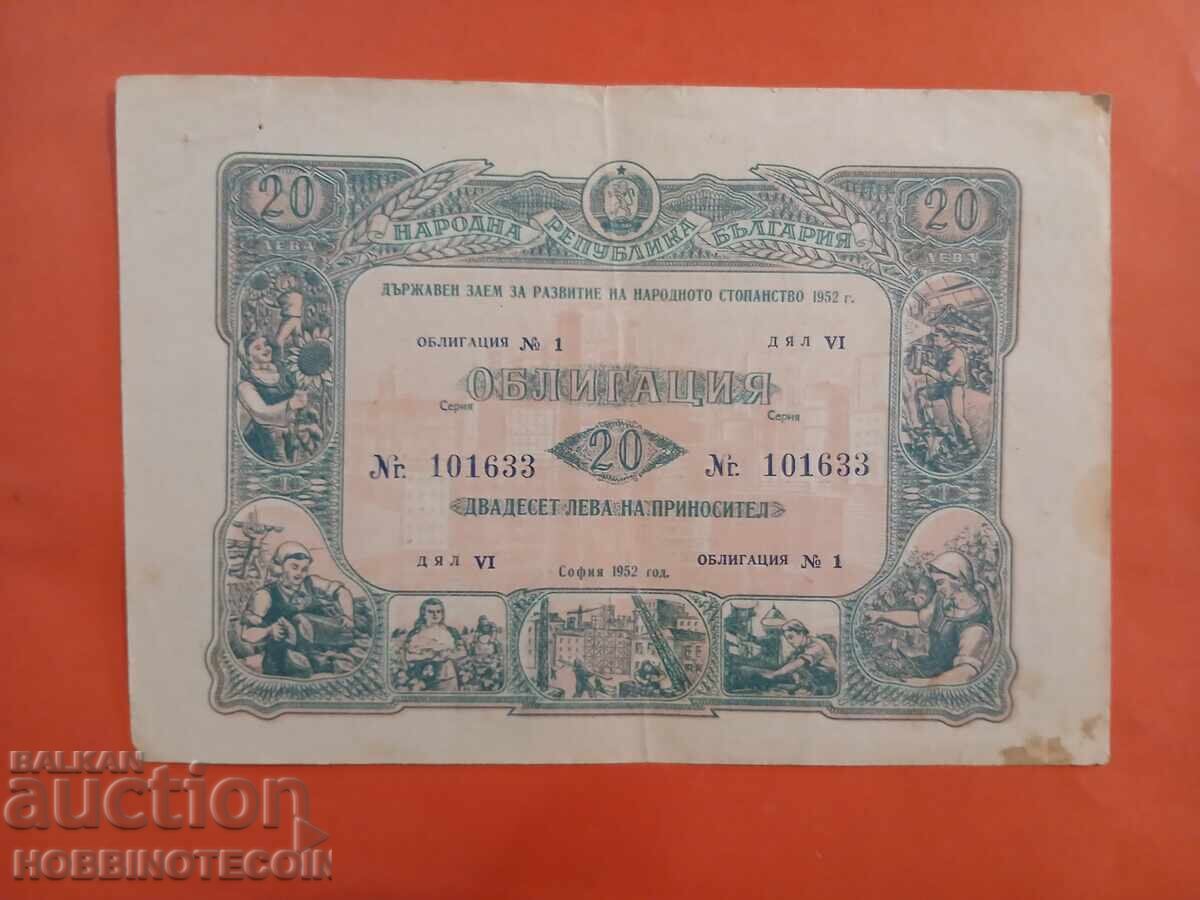 20 20
ЛЕВА ЛЕВА
НАРОДНА РЕПУБЛИКА БЪЛГАРИЯ
ДЪРЖАВЕН ЗАЕМ ЗА РАЗВИТИЕ НА НАРОДНОТО СТОПАНСТВО 1952 г.
ОБЛИГАЦИЯ № 1 ДЯЛ VI
ОБЛИГАЦИЯ
Серия Серия
Nr. 101633 20 Nr. 101633
ДВАДЕСЕТ ЛЕВА НА ПРИНОСИТЕЛ
ДЯЛ VI ОБЛИГАЦИЯ № 1
София 1952 год.
BALKAN
auction
HOBBINOTECOIN